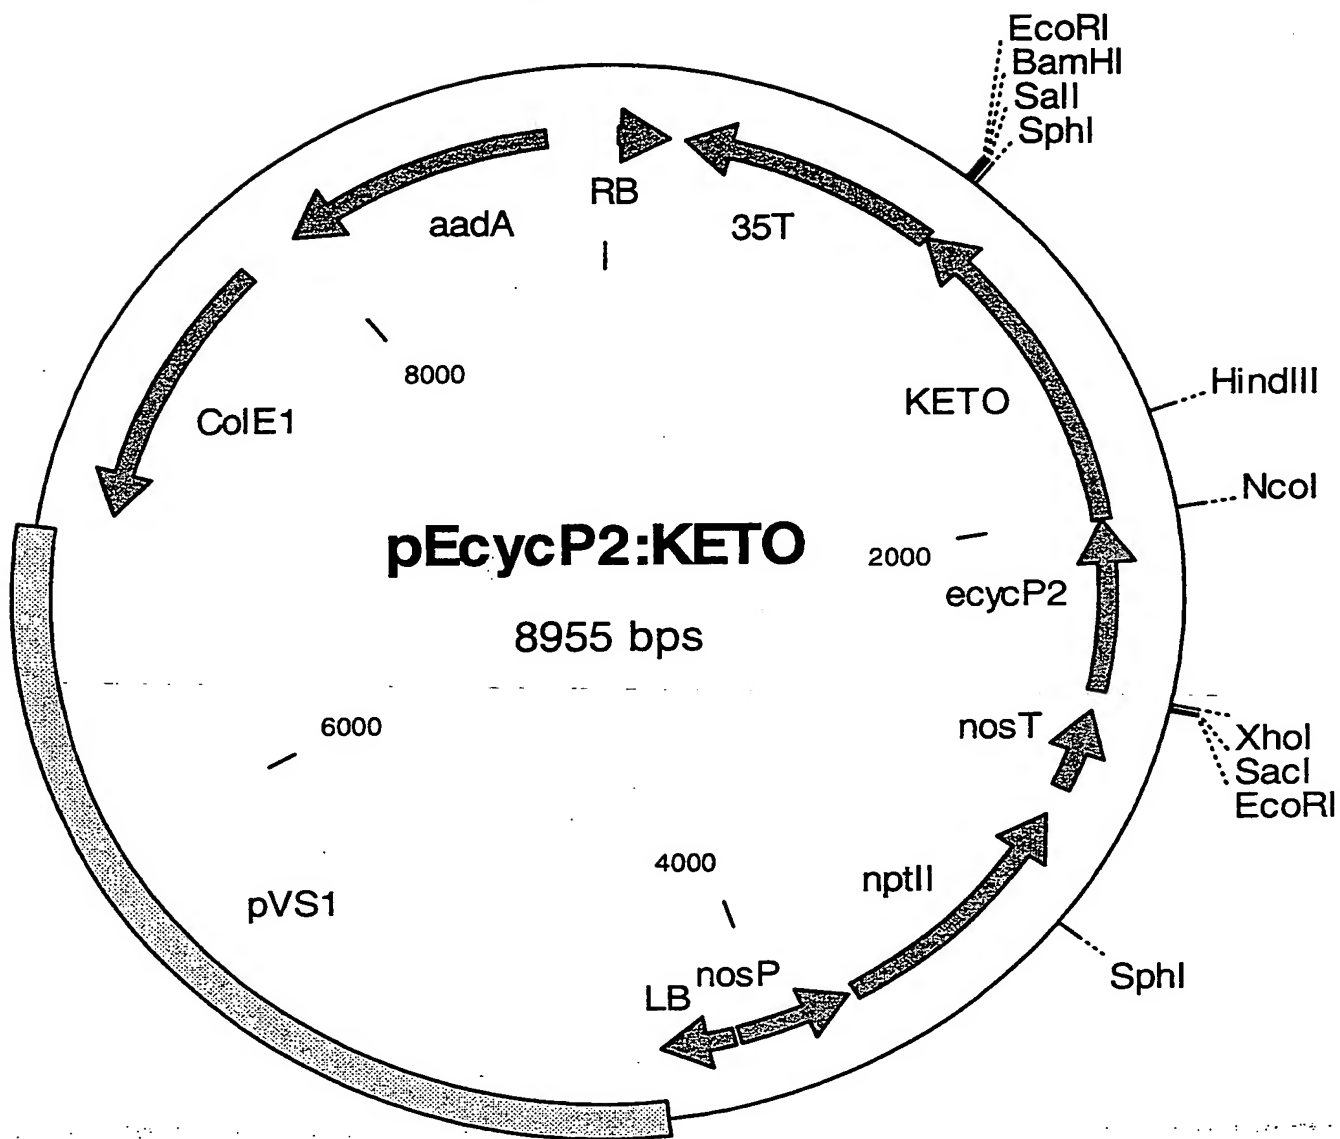 EcoRI
BamHI
SalI
SphI
RB
aadA
35T
8000
HindIII
KETO
ColE1
NcoI
pEcycP2:KETO
2000
ecycP2
8955 bps
nosT
6000
XhoI
SacI
EcoRI
4000
nptII
pVS1
nosP
SphI
LB